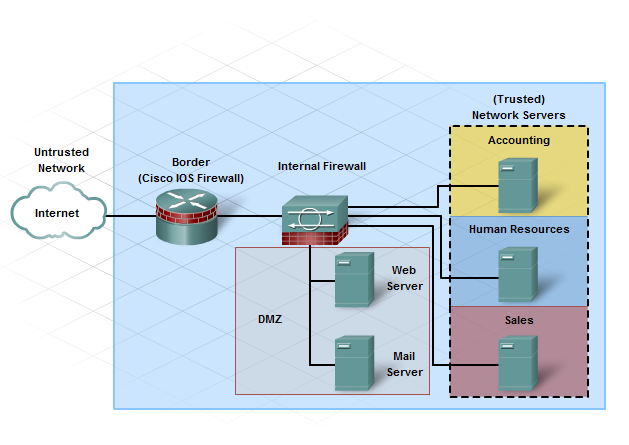 (Trusted)
Network Servers
Accounting
Untrusted
Network
Border
(Cisco IOS Firewall)
Internal Firewall
Internet
Human Resources
Web
Server
DMZ
Sales
Mail
Server